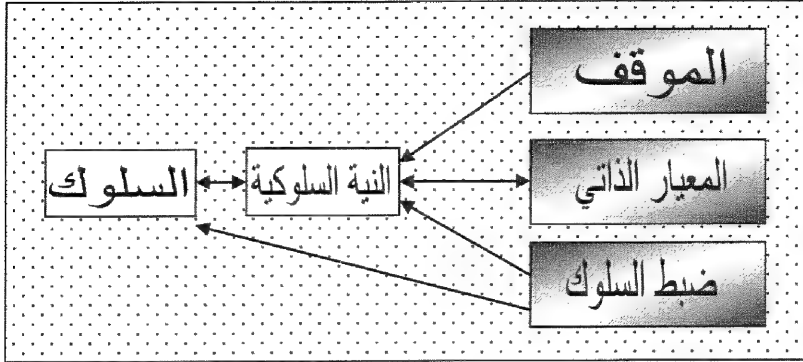 الموقف
المعيار الذاتي
ضبط السلوك
النية السلوكية
السلوك